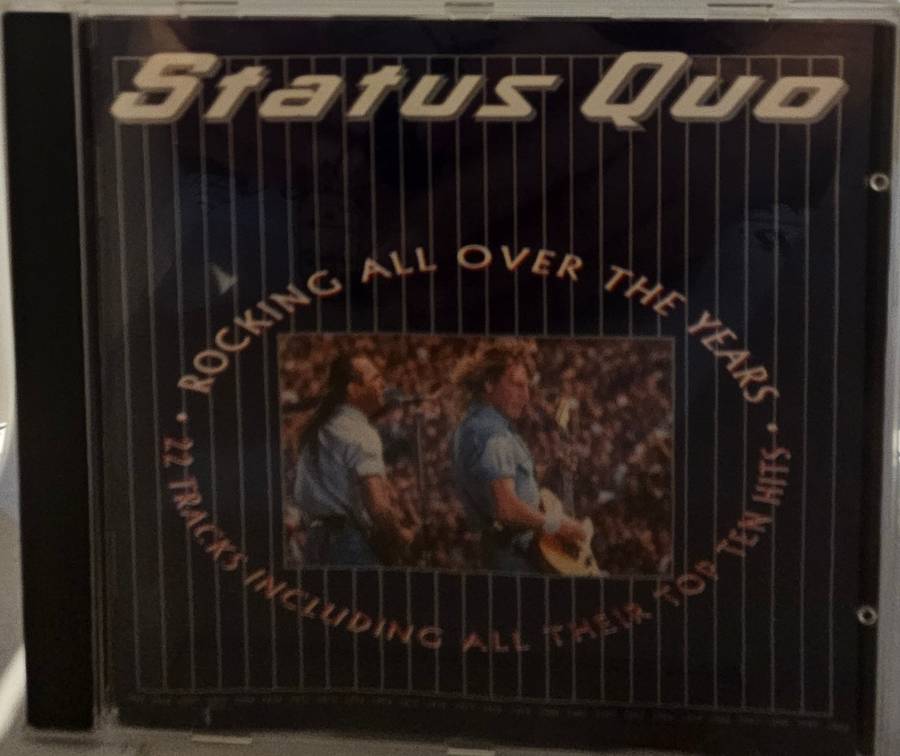 Status Quo
ROCKING ALL OVER THE YEARS
• 22 TRACKS INCLUDING ALL THEIR TOP TEN HITS •